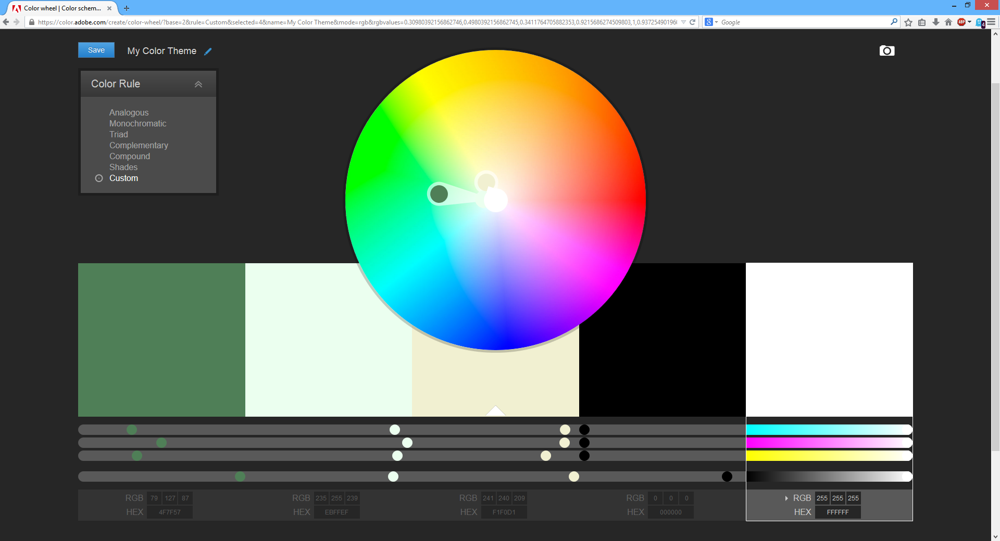 Color wheel | Color schem...
https://color.adobe.com/create/color-wheel/?base=2&rule=Custom&selected=4&name=My Color Theme&mode=rgb&rgbvalues=0.30980392156862746,0.4980392156862745,0.3411764705882353,0.9215686274509803,1,0.937254901960
8 Google ABP 4
Save My Color Theme
Color Rule
Analogous
Monochromatic
Triad
Complementary
Compound
Shades
Custom
RGB 79 127 87 RGB 235 255 239 RGB 241 240 209 RGB 0 0 0 RGB 255 255 255
HEX 4F7F57 HEX EBFFEF HEX F1F0D1 HEX 000000 HEX FFFFFF